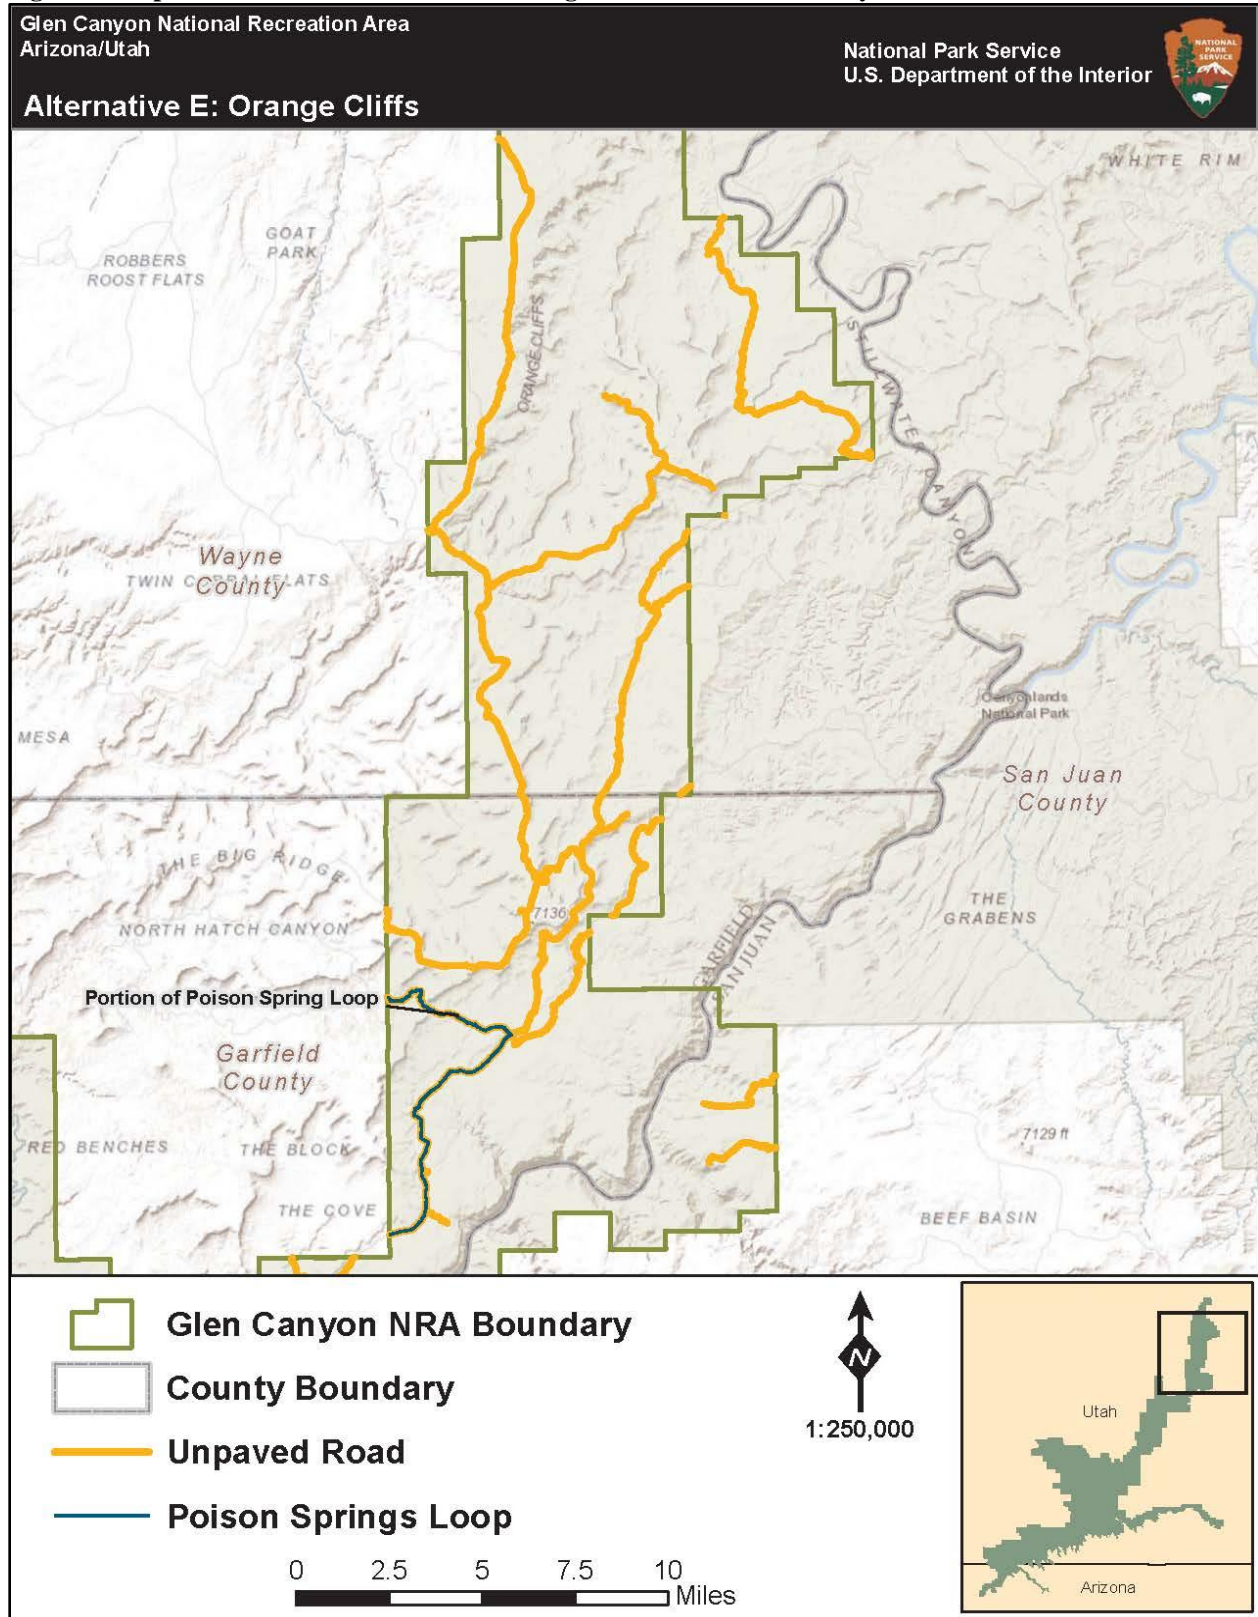 Glen Canyon National Recreation Area
Arizona/Utah
National Park Service
U.S. Department of the Interior
NATIONAL
PARK
SERVICE
Alternative E: Orange Cliffs
WHITE RIM
GOAT
PARK
ROBBERS
ROOST FLATS
ORANGE CLIFFS
STILLWATER CANYON
Wayne
County
TWIN CORRAL FLATS
Canyonlands
National Park
MESA
San Juan
County
THE BIG RIDGE
THE
GRABENS
7136
NORTH HATCH CANYON
GARFIELD
SAN JUAN
Portion of Poison Spring Loop
Garfield
County
RED BENCHES
THE BLOCK
7129 ft
THE COVE
BEEF BASIN
Glen Canyon NRA Boundary
County Boundary
Unpaved Road
Poison Springs Loop
N
1:250,000
0 2.5 5 7.5 10
Miles
Utah
Arizona